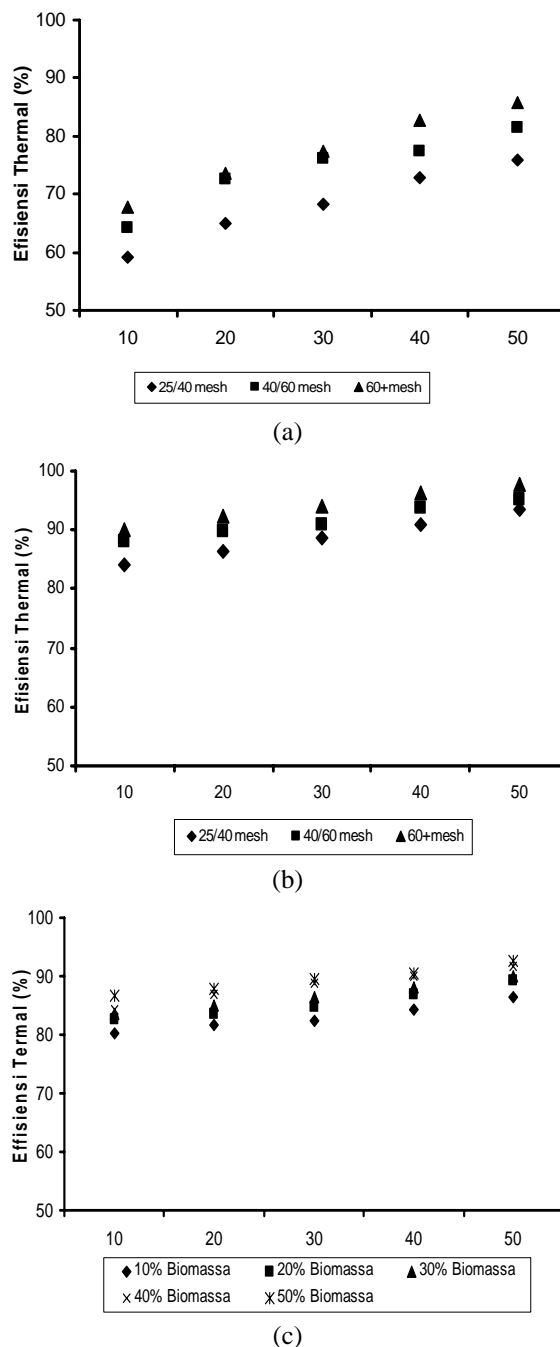 Efisiensi Thermal (%)
100
90
80
70
60
50
10 20 30 40 50
25/40 mesh 40/60 mesh 60+mesh
(a)
Efisiensi Thermal (%)
100
90
80
70
60
50
10 20 30 40 50
25/40 mesh 40/60 mesh 60+mesh
(b)
Effisiensi Termal (%)
100
90
80
70
60
50
10 20 30 40 50
10% Biomassa 20% Biomassa 30% Biomassa
40% Biomassa 50% Biomassa
(c)